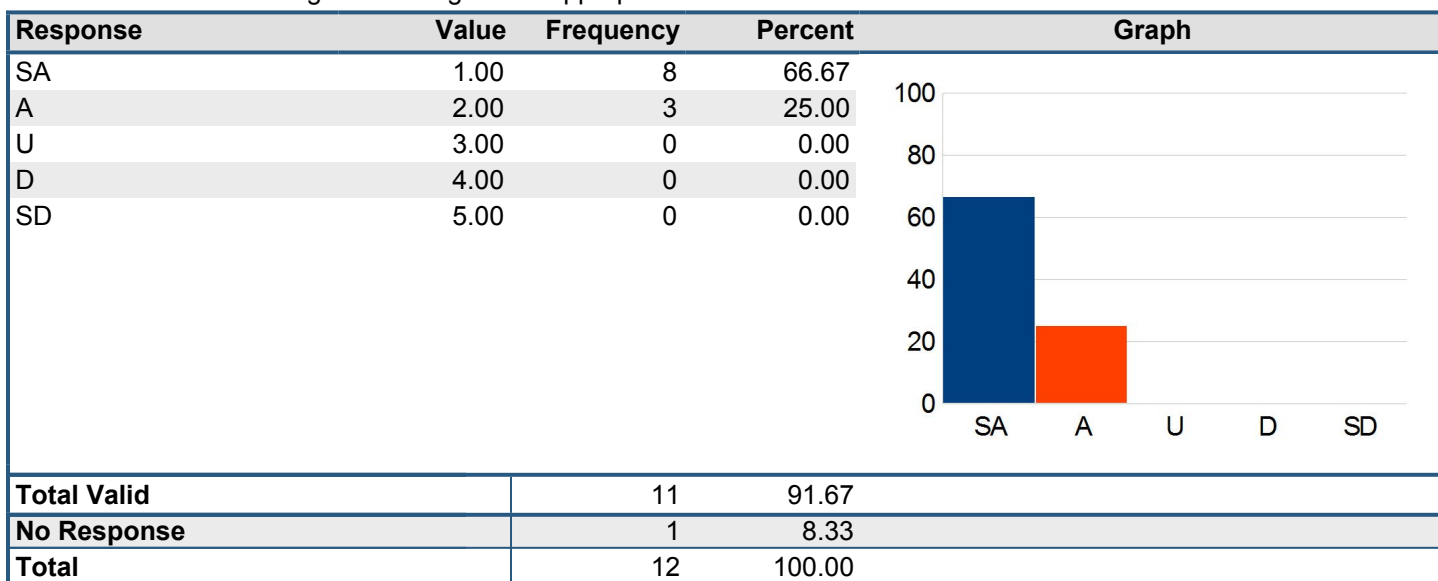 Response Value Frequency Percent Graph
SA 1.00 8 66.67
A 2.00 3 25.00
U 3.00 0 0.00
D 4.00 0 0.00
SD 5.00 0 0.00
100
80
60
40
20
0
SA A U D SD
Total Valid 11 91.67
No Response 1 8.33
Total 12 100.00